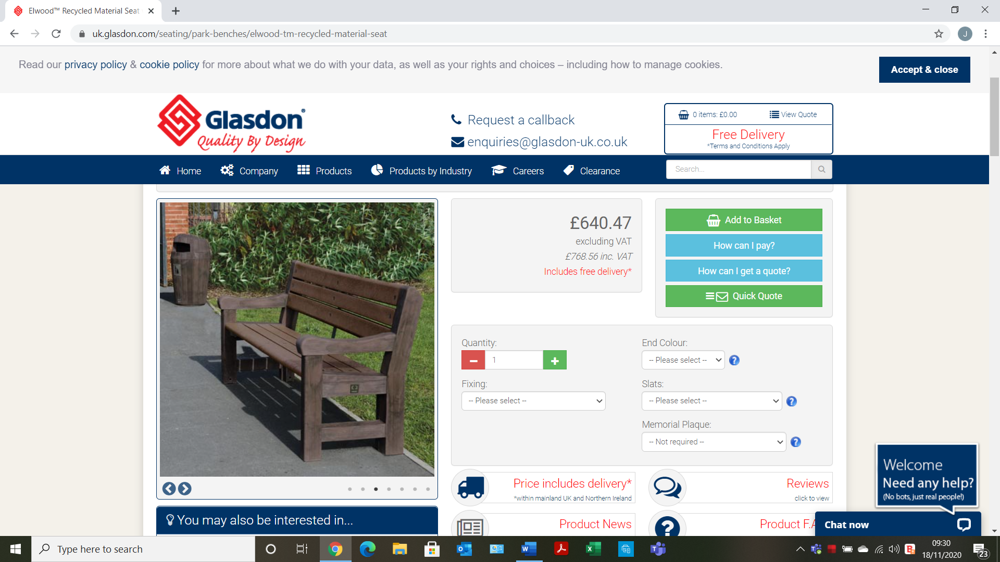 Elwood™ Recycled Material Seat
uk.glasdon.com/seating/park-benches/elwood-tm-recycled-material-seat
J
Read our privacy policy & cookie policy for more about what we do with your data, as well as your rights and choices – including how to manage cookies.
Accept & close
Glasdon®
Quality By Design
Request a callback
enquiries@glasdon-uk.co.uk
0 items: £0.00
View Quote
Free Delivery
*Terms and Conditions Apply
Home
Company
Products
Products by Industry
Careers
Clearance
Search...
£640.47
excluding VAT
£768.56 inc. VAT
Includes free delivery*
Add to Basket
How can I pay?
How can I get a quote?
Quick Quote
Quantity:
1
End Colour:
-- Please select --
Fixing:
-- Please select --
Slats:
-- Please select --
Memorial Plaque:
-- Not required --
Price includes delivery*
*within mainland UK and Northern Ireland
Reviews
click to view
Product News
Product F.A
You may also be interested in...
Welcome
Need any help?
(No bots, just real people!)
Chat now
Type here to search
09:30
18/11/2020
23